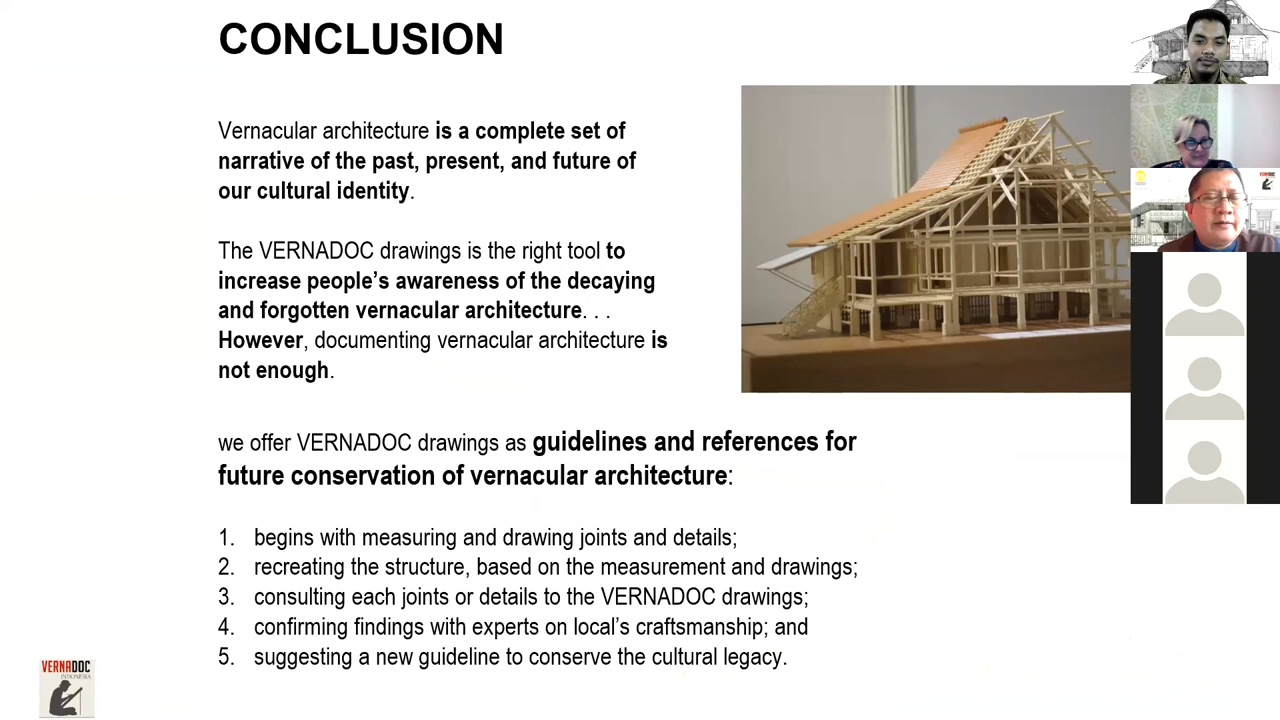 CONCLUSION
Vernacular architecture is a complete set of
narrative of the past, present, and future of
our cultural identity.
The VERNADOC drawings is the right tool to
increase people's awareness of the decaying
and forgotten vernacular architecture. . .
However, documenting vernacular architecture is
not enough.
we offer VERNADOC drawings as guidelines and references for
future conservation of vernacular architecture:
1. begins with measuring and drawing joints and details;
2. recreating the structure, based on the measurement and drawings;
3. consulting each joints or details to the VERNADOC drawings;
4. confirming findings with experts on local's craftsmanship; and
5. suggesting a new guideline to conserve the cultural legacy.
VERNADOC
INDONESIA